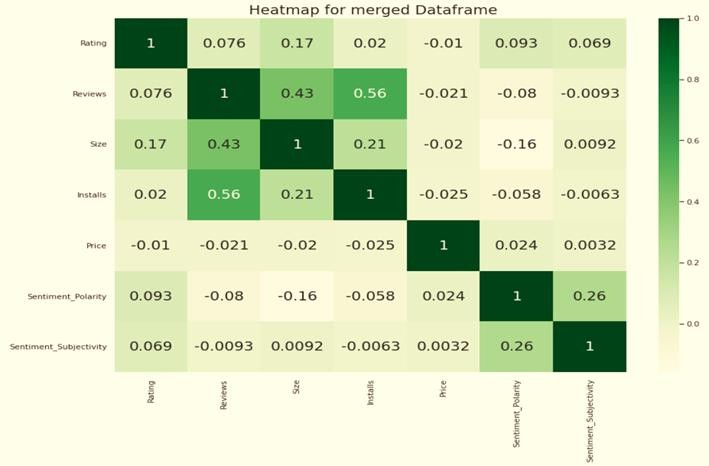 Heatmap for merged Dataframe
Rating 1 0.076 0.17 0.02 -0.01 0.093 0.069
Reviews 0.076 1 0.43 0.56 -0.021 -0.08 -0.0093
Size 0.17 0.43 1 0.21 -0.02 -0.16 0.0092
Installs 0.02 0.56 0.21 1 -0.025 -0.058 -0.0063
Price -0.01 -0.021 -0.02 -0.025 1 0.024 0.0032
Sentiment_Polarity 0.093 -0.08 -0.16 -0.058 0.024 1 0.26
Sentiment_Subjectivity 0.069 -0.0093 0.0092 -0.0063 0.0032 0.26 1
Rating Reviews Size Installs Price Sentiment_Polarity Sentiment_Subjectivity
1.0
0.8
0.6
0.4
0.2
0.0